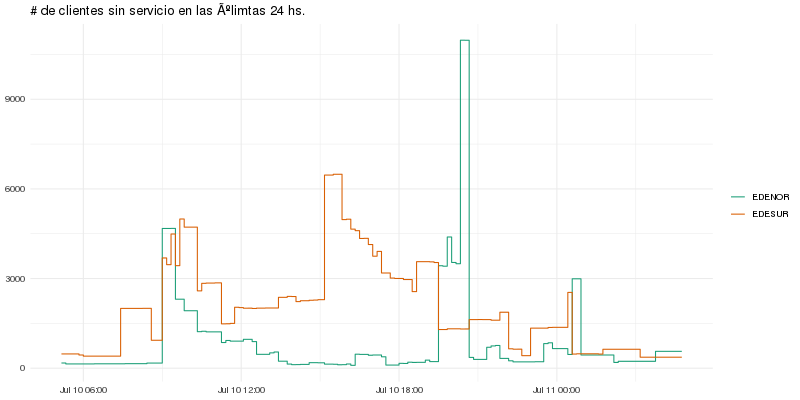 # de clientes sin servicio en las Ãºlimtas 24 hs.
9000
6000
3000
0
Jul 10 06:00
Jul 10 12:00
Jul 10 18:00
Jul 11 00:00
EDENOR
EDESUR